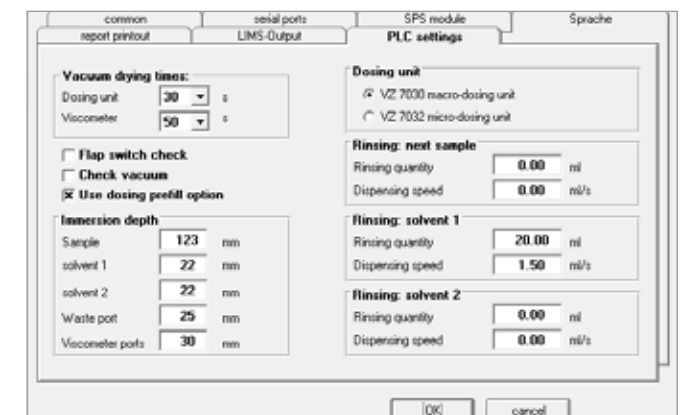 common serial ports SPS module Sprache
report printout LIMS-Output PLC settings
Vacuum drying times:
Dosing unit 30 s
Viscometer 50 s
Flap switch check
Check vacuum
Use dosing prefill option
Immersion depth
Sample 123 mm
solvent 1 22 mm
solvent 2 22 mm
Waste port 25 mm
Viscometer ports 30 mm
Dosing unit
VZ 7030 macro-dosing unit
VZ 7032 micro-dosing unit
Rinsing: next sample
Rinsing quantity 0.00 ml
Dispensing speed 0.00 ml/s
Rinsing: solvent 1
Rinsing quantity 20.00 ml
Dispensing speed 1.50 ml/s
Rinsing: solvent 2
Rinsing quantity 0.00 ml
Dispensing speed 0.00 ml/s
OK cancel